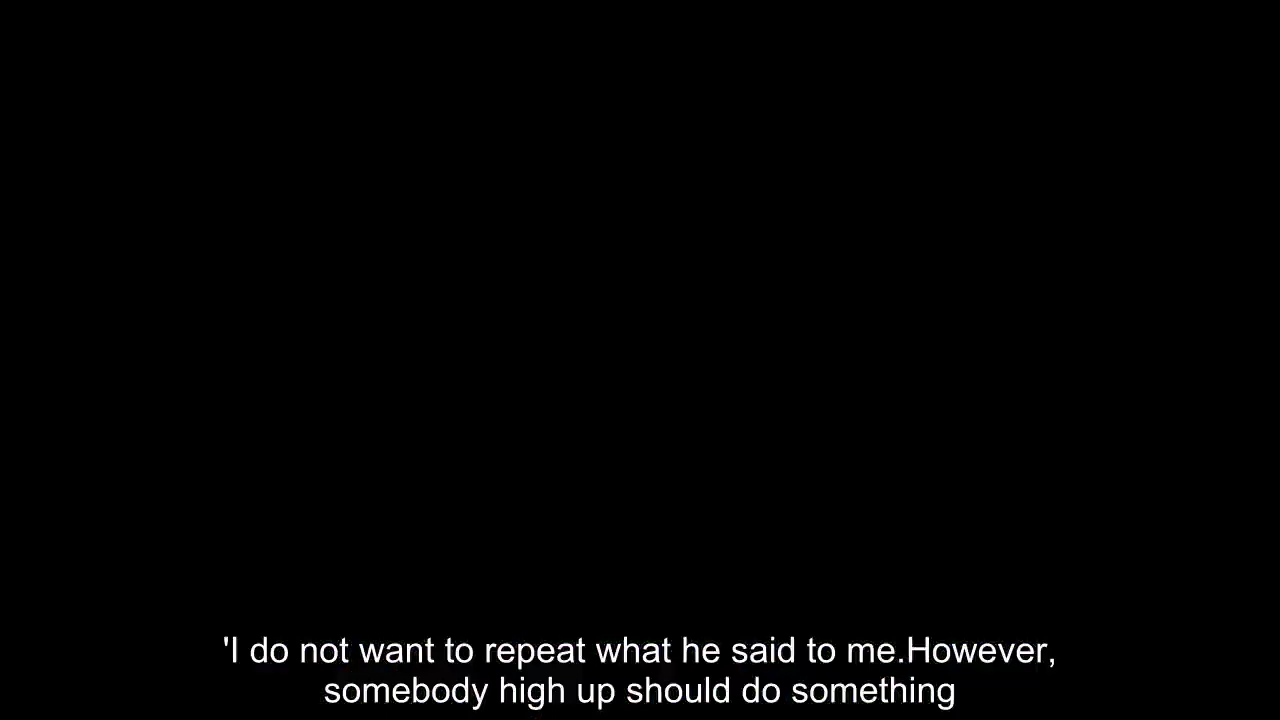 'I do not want to repeat what he said to me.However,
somebody high up should do something